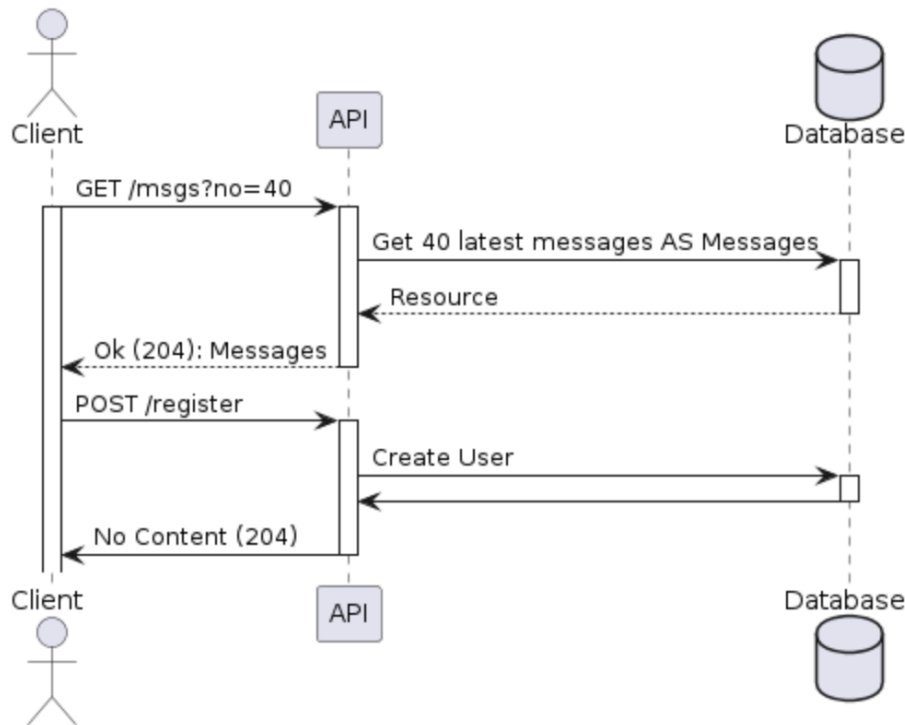 Client
API
Database
GET /msgs?no=40
Get 40 latest messages AS Messages
Resource
Ok (204): Messages
POST /register
Create User
No Content (204)
Client
API
Database